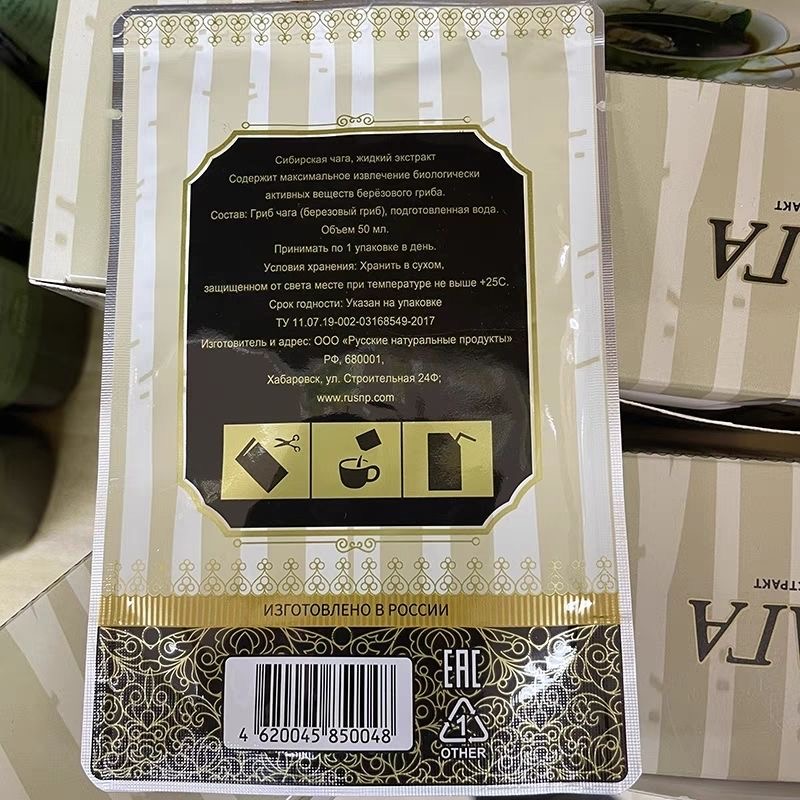 Сибирская чага, жидкий экстракт
Содержит максимальное извлечение биологически
активных веществ берёзового гриба.
Состав: Гриб чага (березовый гриб), подготовленная вода.
Объем 50 мл.
Принимать по 1 упаковке в день.
Условия хранения: Хранить в сухом,
защищенном от света месте при температуре не выше +25С.
Срок годности: Указан на упаковке
ТУ 11.07.19-002-03168549-2017
Изготовитель и адрес: ООО «Русские натуральные продукты»
РФ, 680001,
Хабаровск, ул. Строительная 24Ф;
www.rusnp.com
ИЗГОТОВЛЕНО В РОССИИ
4 620045 850048
ЕАС
1
OTHER